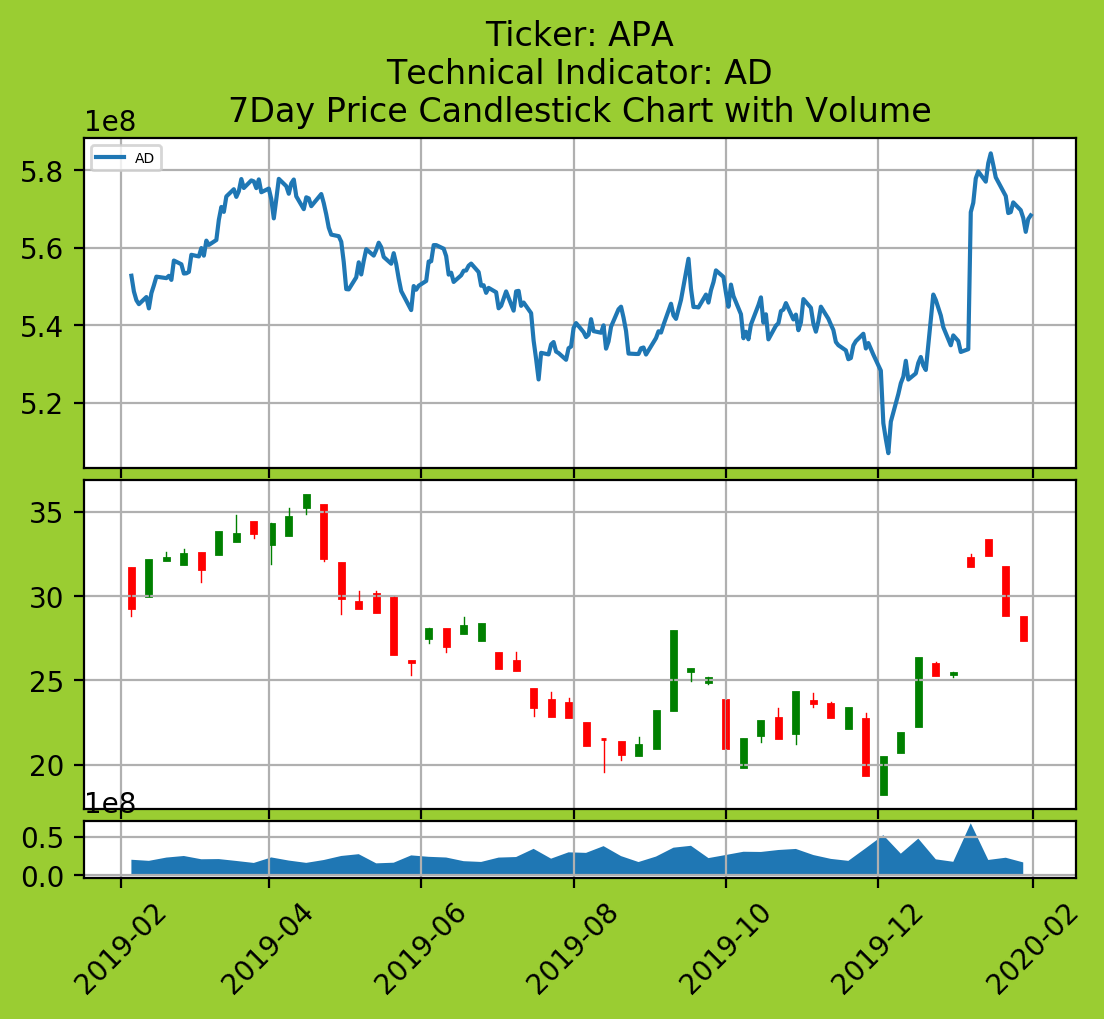 Ticker: APA
Technical Indicator: AD
7Day Price Candlestick Chart with Volume
1e8
AD
5.8
5.6
5.4
5.2
35
30
25
20
1e8
0.5
0.0
2019-02
2019-04
2019-06
2019-08
2019-10
2019-12
2020-02